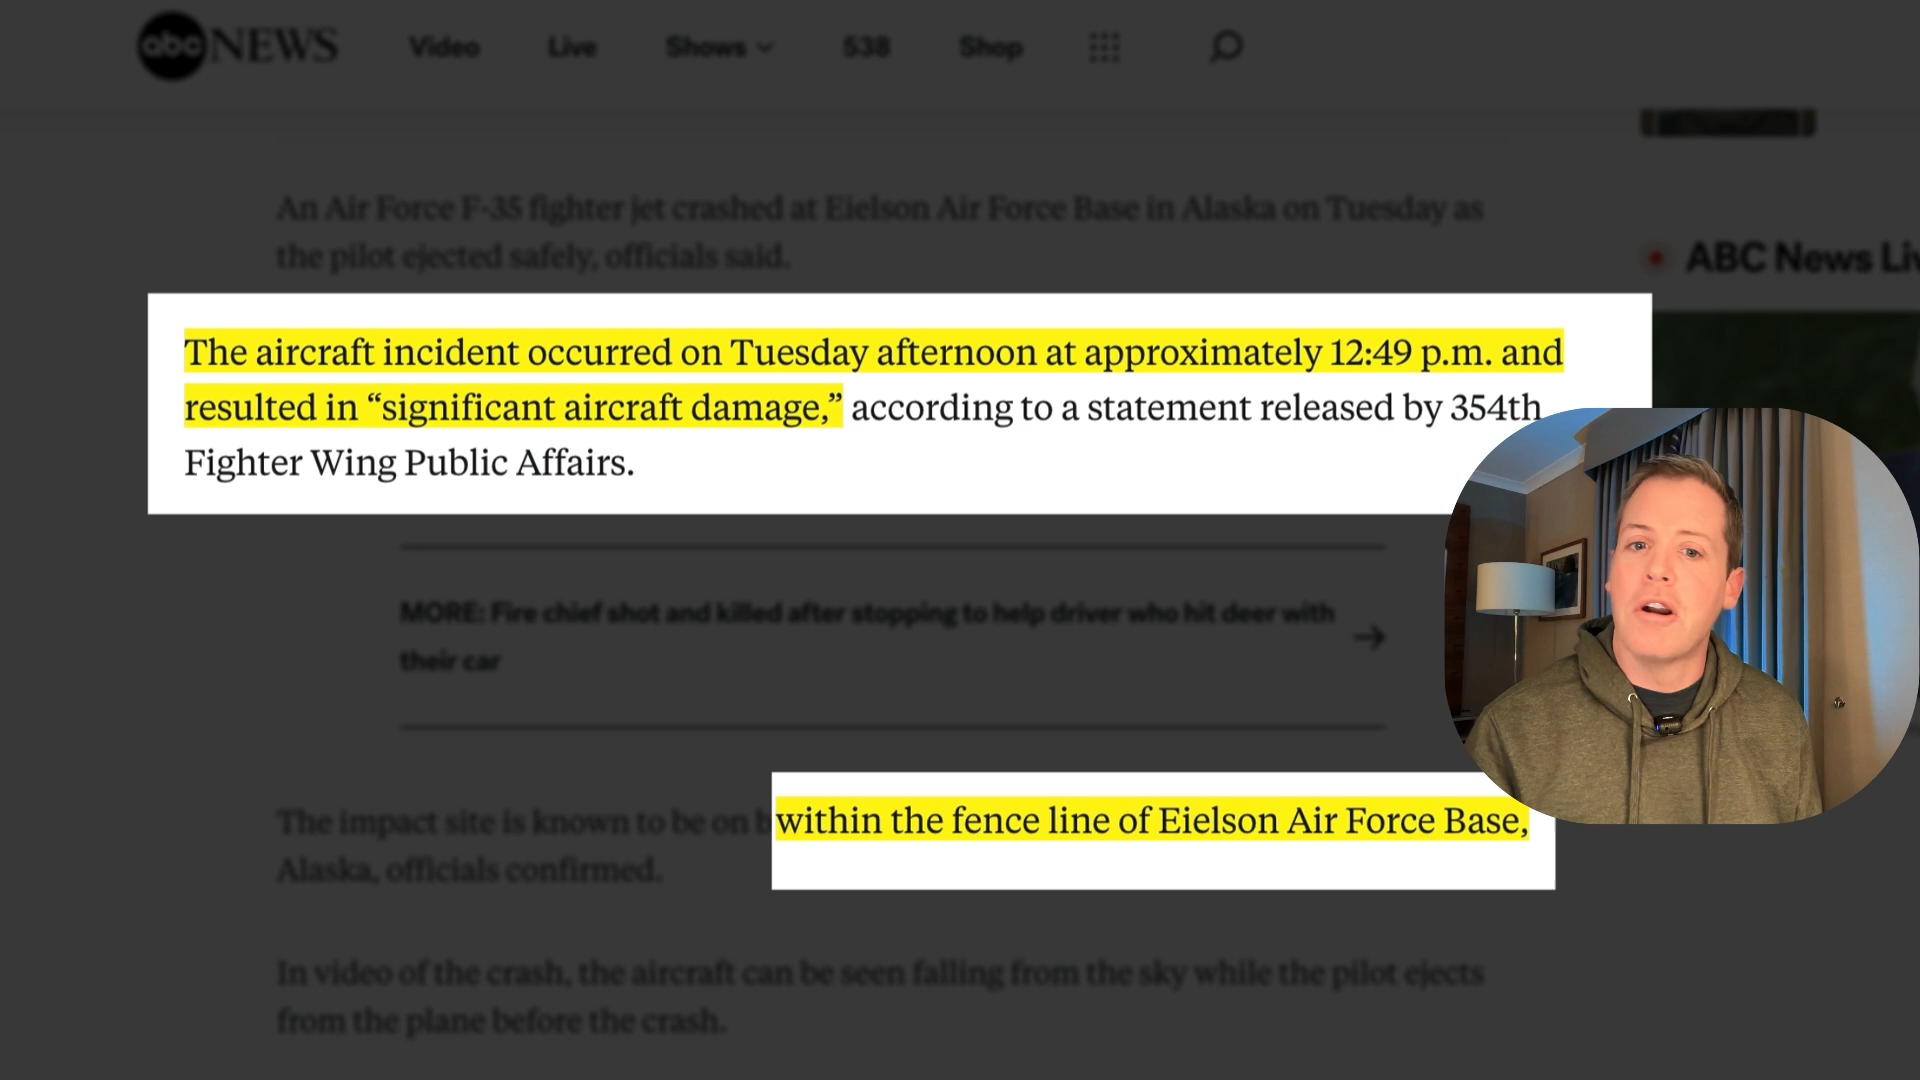 abc NEWS Video Live Shows 538 Shop
An Air Force F-35 fighter jet crashed at Eielson Air Force Base in Alaska on Tuesday as
the pilot ejected safely, officials said.
ABC News Liv
The aircraft incident occurred on Tuesday afternoon at approximately 12:49 p.m. and
resulted in “significant aircraft damage,” according to a statement released by 354th
Fighter Wing Public Affairs.
MORE: Fire chief shot and killed after stopping to help driver who hit deer with
their car
The impact site is known to be on b within the fence line of Eielson Air Force Base,
Alaska, officials confirmed.
In video of the crash, the aircraft can be seen falling from the sky while the pilot ejects
from the plane before the crash.